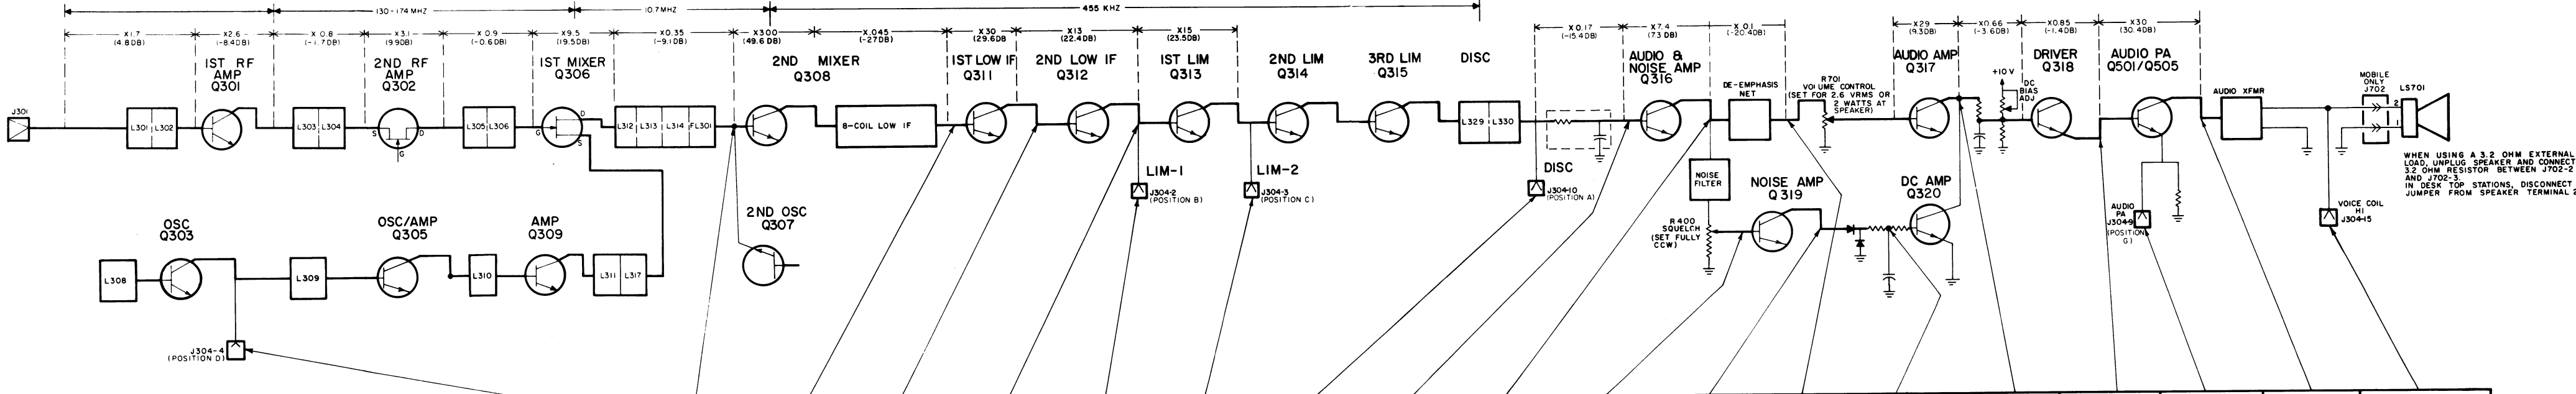 130-174 MHZ
10.7MHZ
455 KHZ
X1.7
(4.8DB)
X2.6
(-8.4DB)
X 0.8
(-1.7DB)
X3.1
(9.9DB)
X 0.9
(-0.6DB)
X9.5
(19.5DB)
X0.35
(-9.1DB)
X300
(49.6 DB)
X.045
(-27DB)
X30
(29.6DB
X13
(22.4DB)
X15
(23.5DB)
X 0.17
(-15.4DB)
X7.4
(7.3 DB)
X 0.1
(-20.4DB)
X29
(9.3DB)
X0.66
(-3.6DB)
X0.85
(-1.4DB)
X30
(30.4DB)
J301
L301
L302
1ST RF
AMP
Q301
L303
L304
2ND RF
AMP
Q302
S
D
G
L305
L306
1ST MIXER
Q306
G
D
S
L312
L313
L314
FL301
2ND MIXER
Q308
8-COIL LOW IF
1ST LOW IF
Q311
2ND LOW IF
Q312
1ST LIM
Q313
2ND LIM
Q314
3RD LIM
Q315
DISC
L329
L330
AUDIO &
NOISE AMP
Q316
DE-EMPHASIS
NET
R701
VOLUME CONTROL
(SET FOR 2.6 VRMS OR
2 WATTS AT
SPEAKER)
AUDIO AMP
Q317
+10 V
DC
BIAS
ADJ
DRIVER
Q318
AUDIO PA
Q501/Q505
AUDIO XFMR
MOBILE
ONLY
J702
2
1
LS701
WHEN USING A 3.2 OHM EXTERNAL
LOAD, UNPLUG SPEAKER AND CONNECT
3.2 OHM RESISTOR BETWEEN J702-2
AND J702-3.
IN DESK TOP STATIONS, DISCONNECT
JUMPER FROM SPEAKER TERMINAL 2
LIM-1
J304-2
(POSITION B)
LIM-2
J304-3
(POSITION C)
DISC
J304-10
(POSITION A)
NOISE
FILTER
R400
SQUELCH
(SET FULLY
CCW)
NOISE AMP
Q319
DC AMP
Q320
AUDIO
PA
J304-9
(POSITION
G)
VOICE COIL
HI
J304-15
OSC
Q303
L308
L309
OSC/AMP
Q305
L310
AMP
Q309
L311
L317
2ND OSC
Q307
J304-4
(POSITION D)